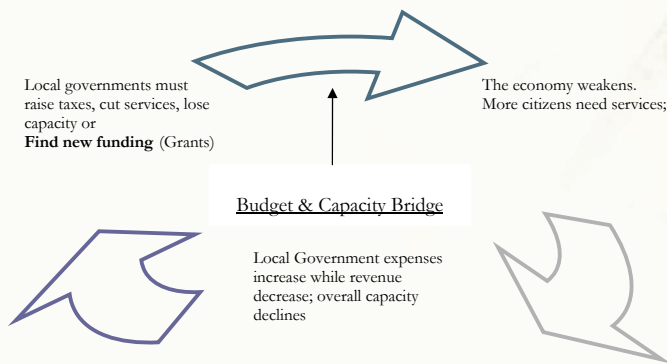 Local governments must
raise taxes, cut services, lose
capacity or
Find new funding (Grants)
The economy weakens.
More citizens need services;
Budget & Capacity Bridge
Local Government expenses
increase while revenue
decrease; overall capacity
declines